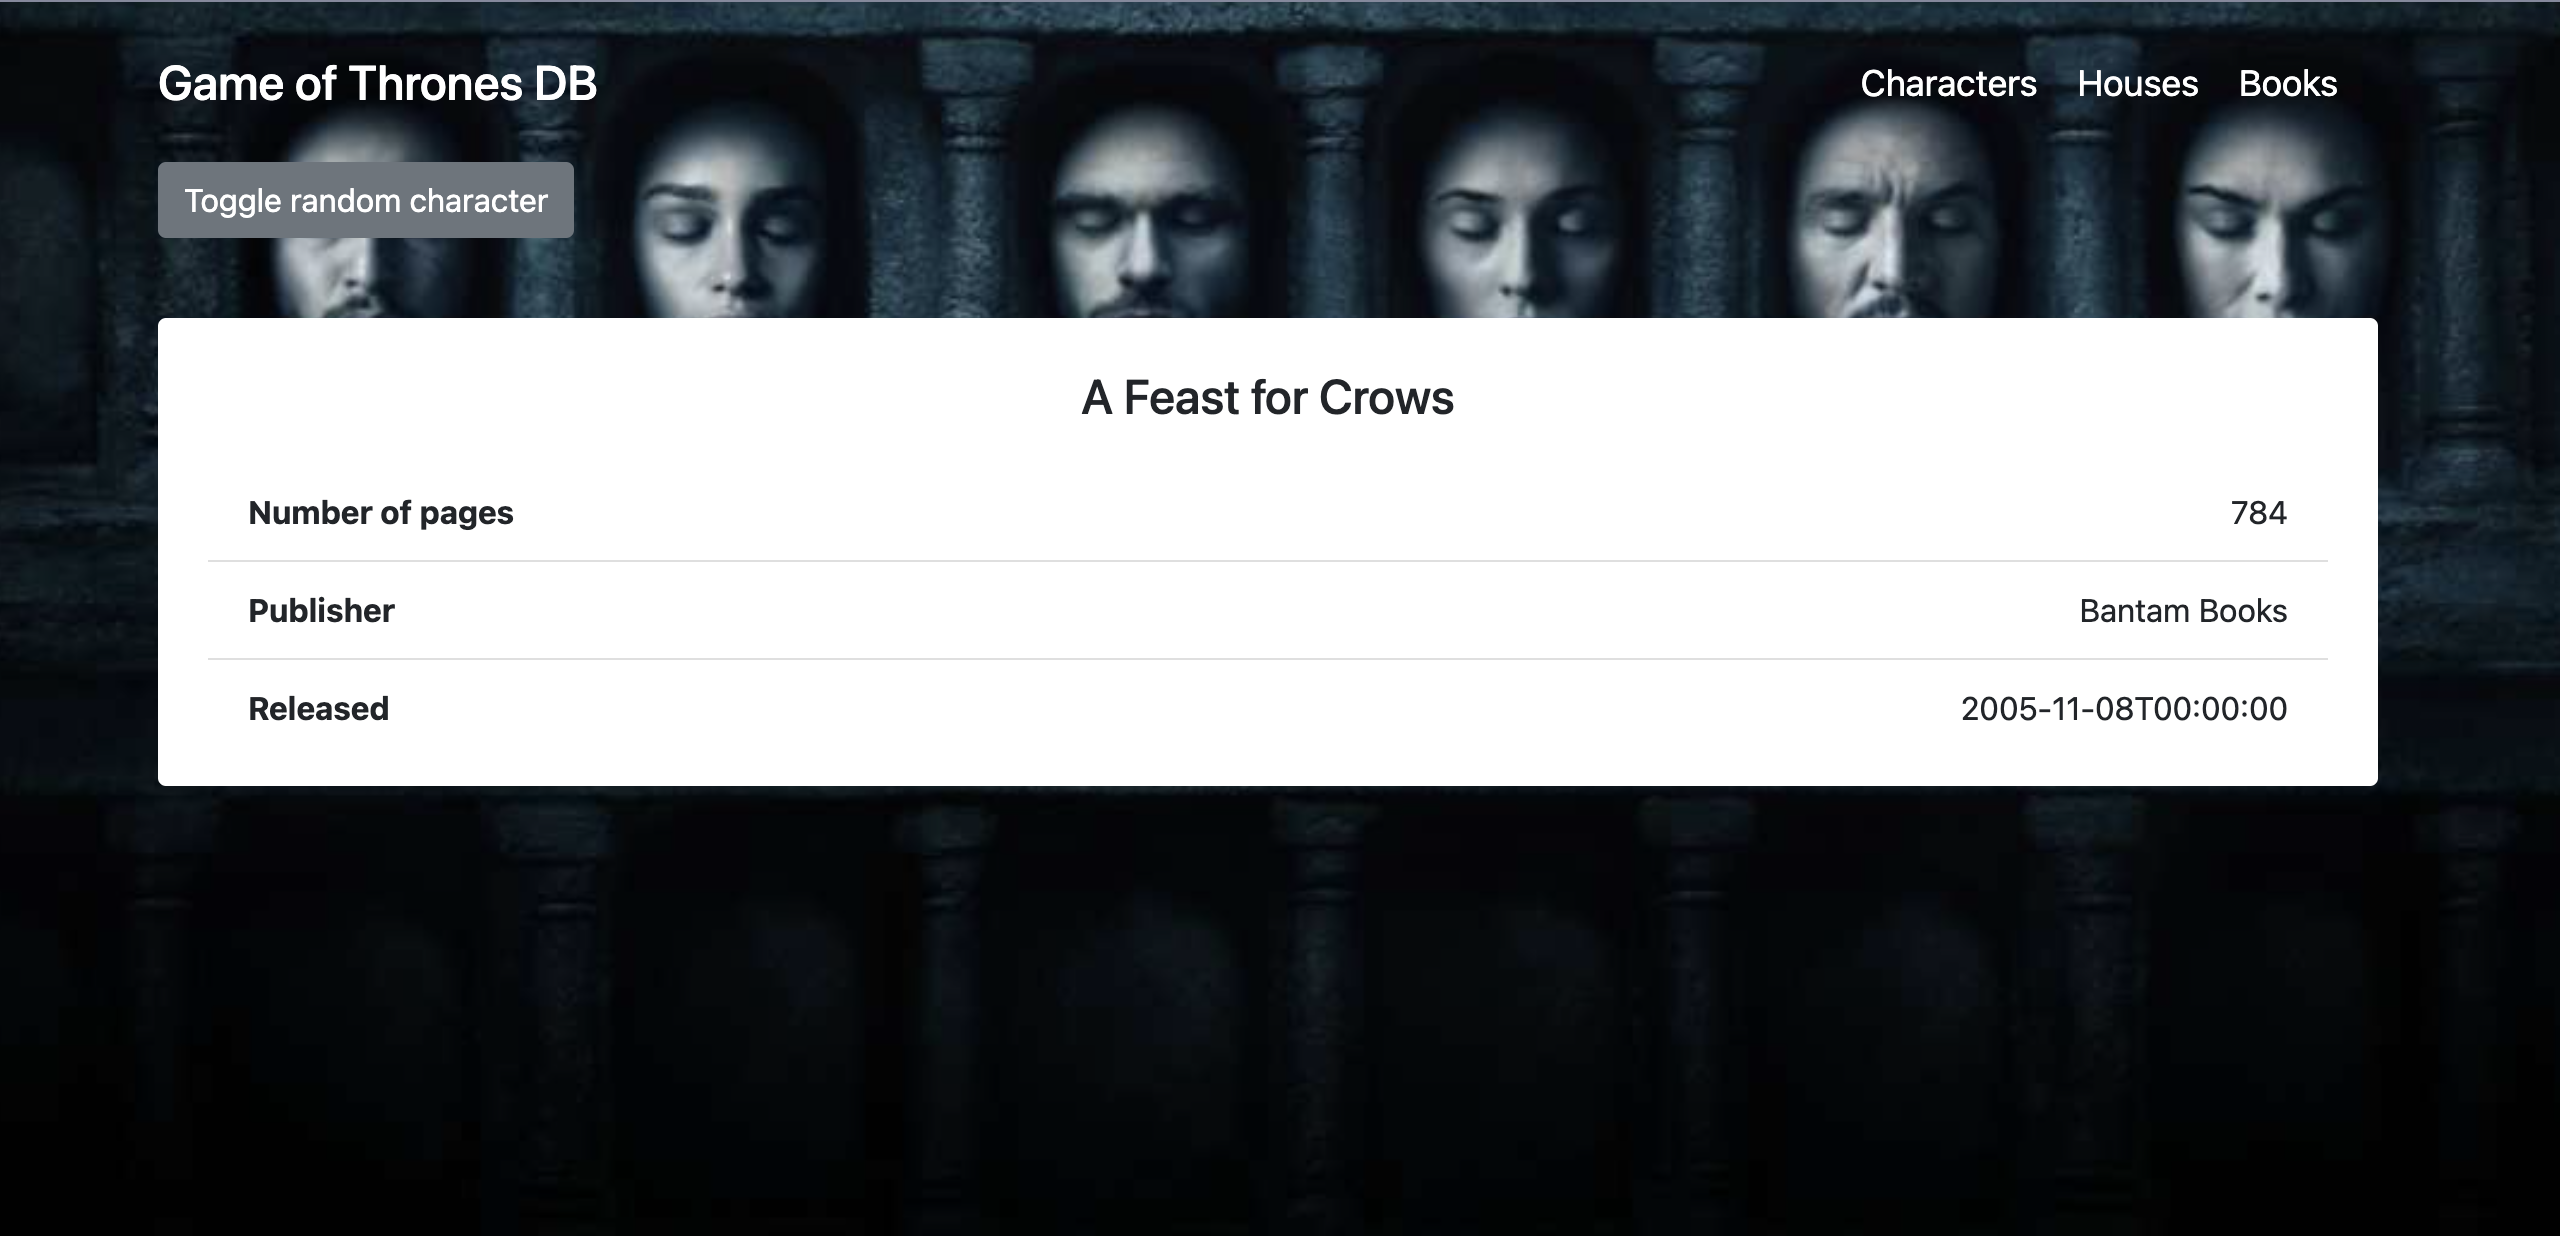 Game of Thrones DB
Characters Houses Books
Toggle random character
A Feast for Crows
Number of pages 784
Publisher Bantam Books
Released 2005-11-08T00:00:00